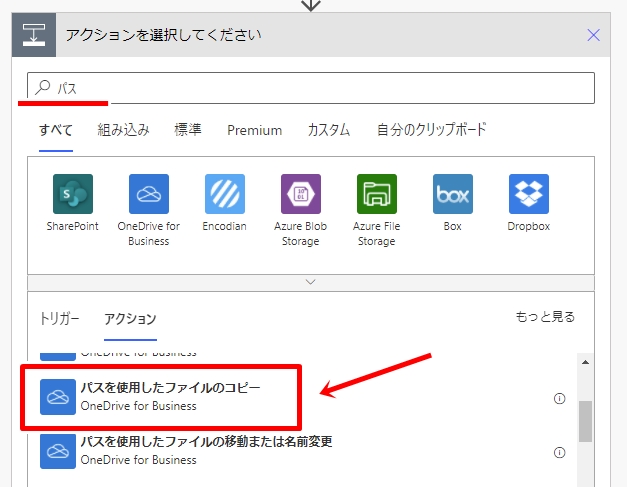 アクションを選択してください
パス
すべて 組み込み 標準 Premium カスタム 自分のクリップボード
SharePoint
OneDrive for
Business
Encodian
Azure Blob
Storage
Azure File
Storage
box
Box
Dropbox
トリガー アクション もっと見る
OneDrive for Business
パスを使用したファイルのコピー
OneDrive for Business
パスを使用したファイルの移動または名前変更
OneDrive for Business